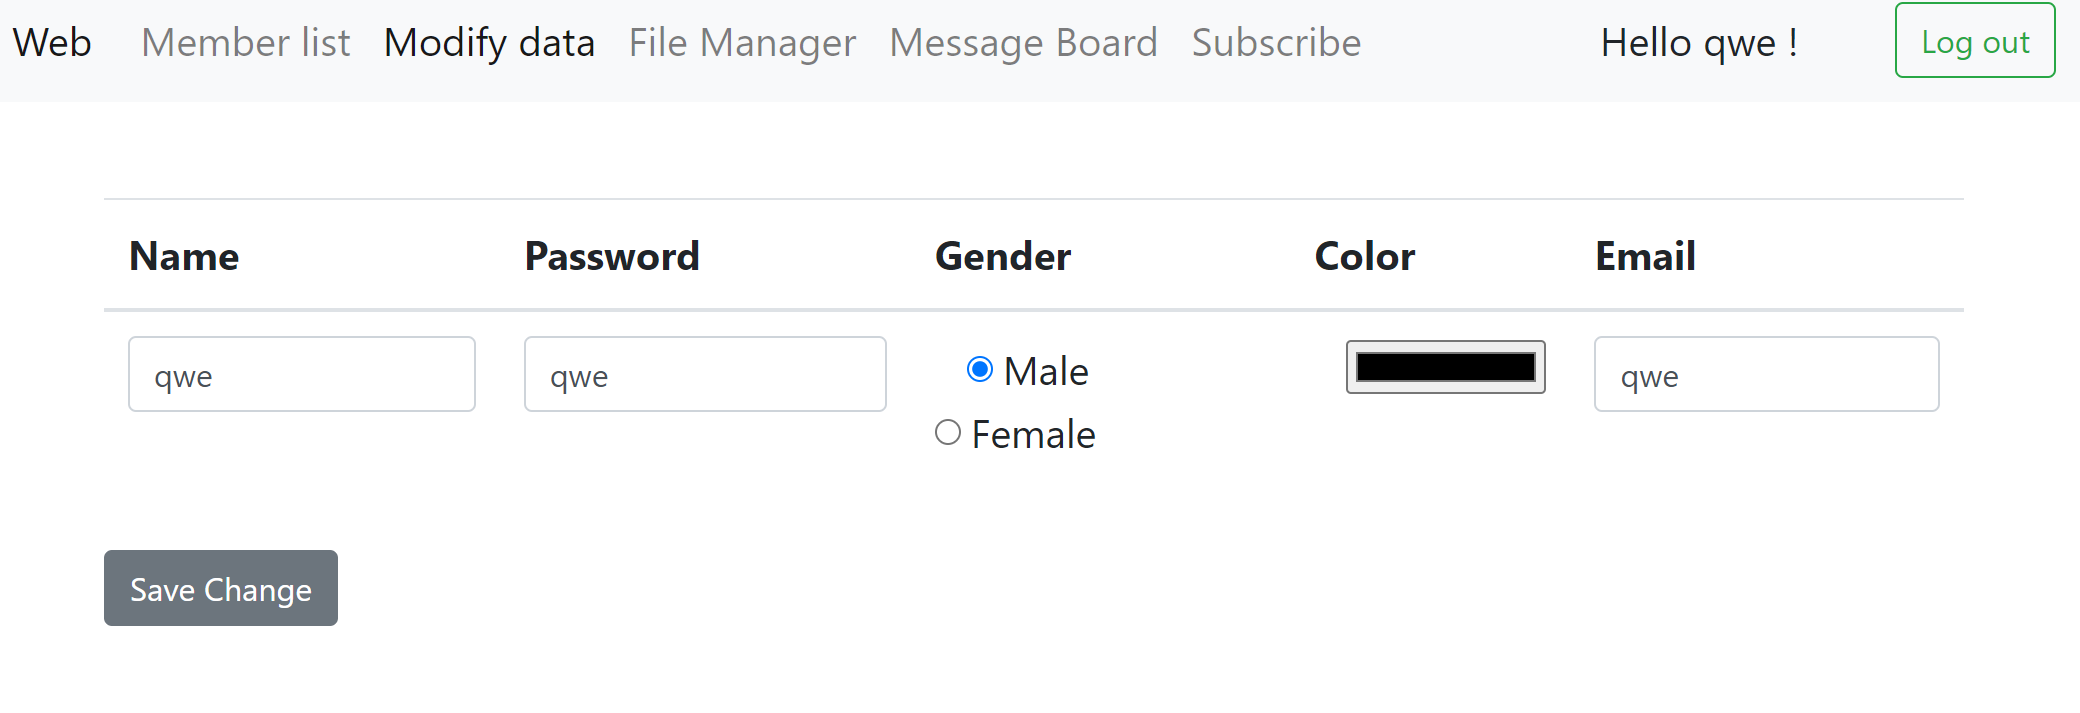 Web Member list Modify data File Manager Message Board Subscribe Hello qwe ! Log out
Name Password Gender Color Email
qwe qwe Male qwe
Female
Save Change